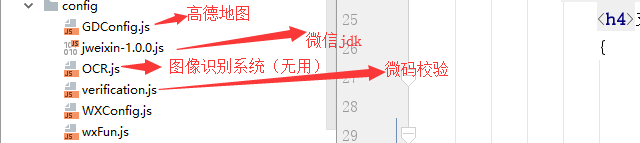 config
GDConfig.js 高德地图
25
jweixin-1.0.0.js 微信jdk
<h4>
26
{
OCR.js 图像识别系统（无用）
verification.js 微码校验
27
WXConfig.js
28
wxFun.js
29